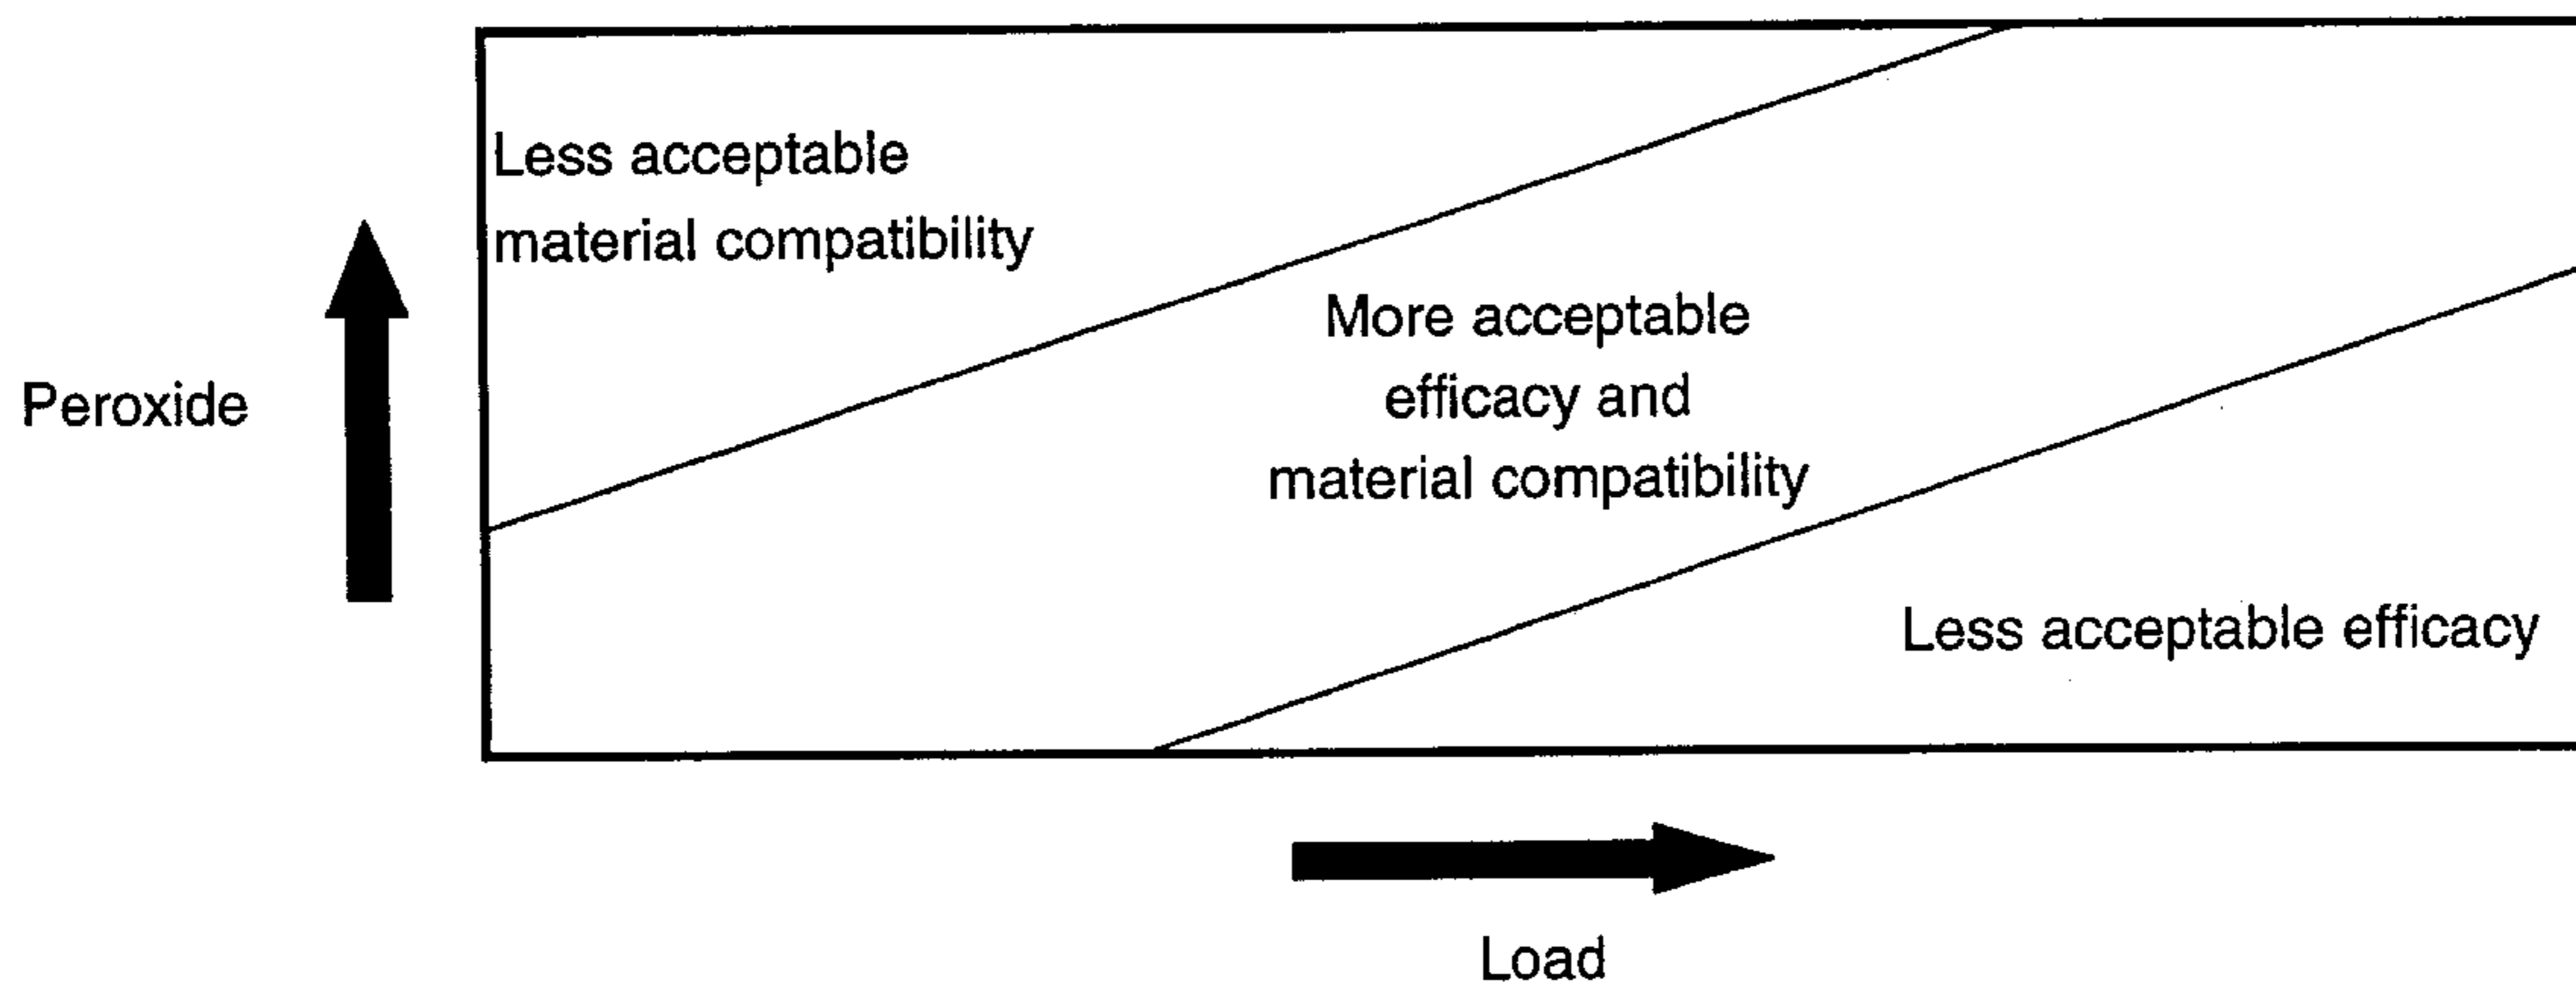 Less acceptable
material compatibility
More acceptable
efficacy and
material compatibility
Peroxide
Less acceptable efficacy
Load